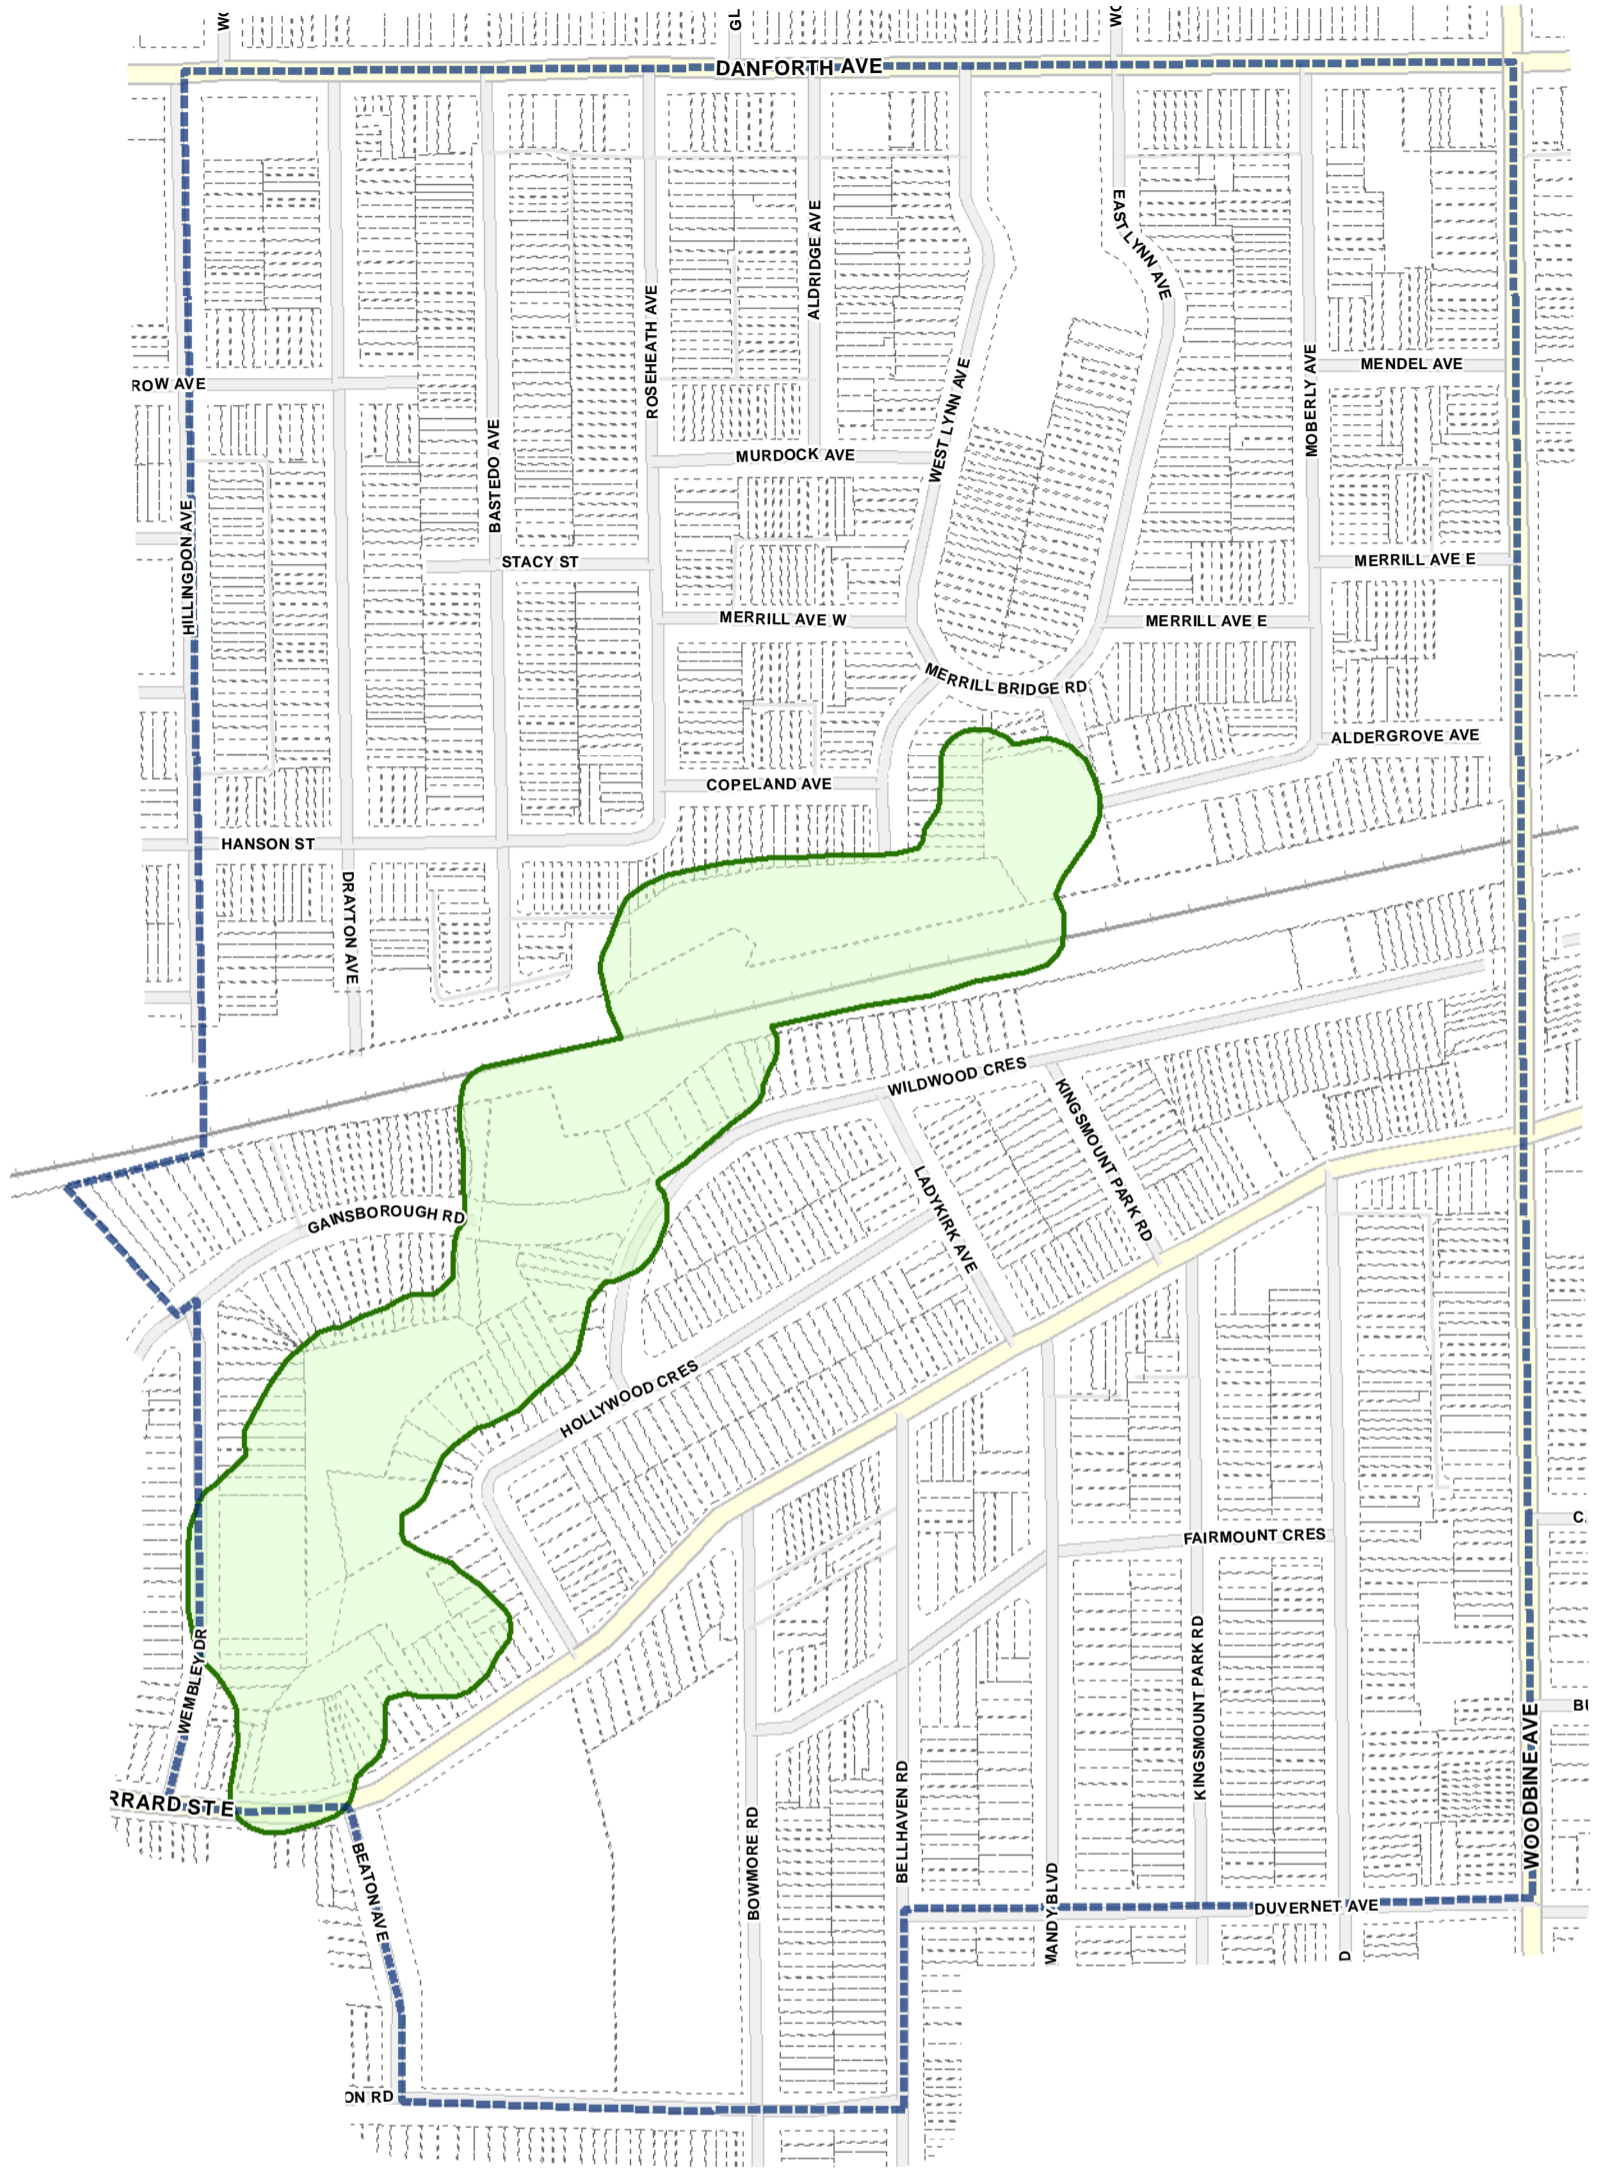 WO
GL
WO
DANFORTH AVE
EAST LYNN AVE
ALDRIDGE AVE
ROSEHEATH AVE
MOBERLY AVE
WEST LYNN AVE
MENDEL AVE
ROW AVE
BASTEDO AVE
MURDOCK AVE
HILLINGDON AVE
STACY ST
MERRILL AVE E
MERRILL AVE W
MERRILL AVE E
MERRILL BRIDGE RD
ALDERGROVE AVE
COPELAND AVE
HANSON ST
DRAYTON AVE
WILDWOOD CRES
KINGSMOUNT PARK RD
LADYKIRK AVE
GAINSBOROUGH RD
HOLLYWOOD CRES
FAIRMOUNT CRES
C
WEMBLEY DR
KINGSMOUNT PARK RD
BU
WOODBINE AVE
RRARD ST E
BELLHAVEN RD
BOWMORE RD
BEATON AVE
MANDY BLVD
DUVERNET AVE
D
ON RD